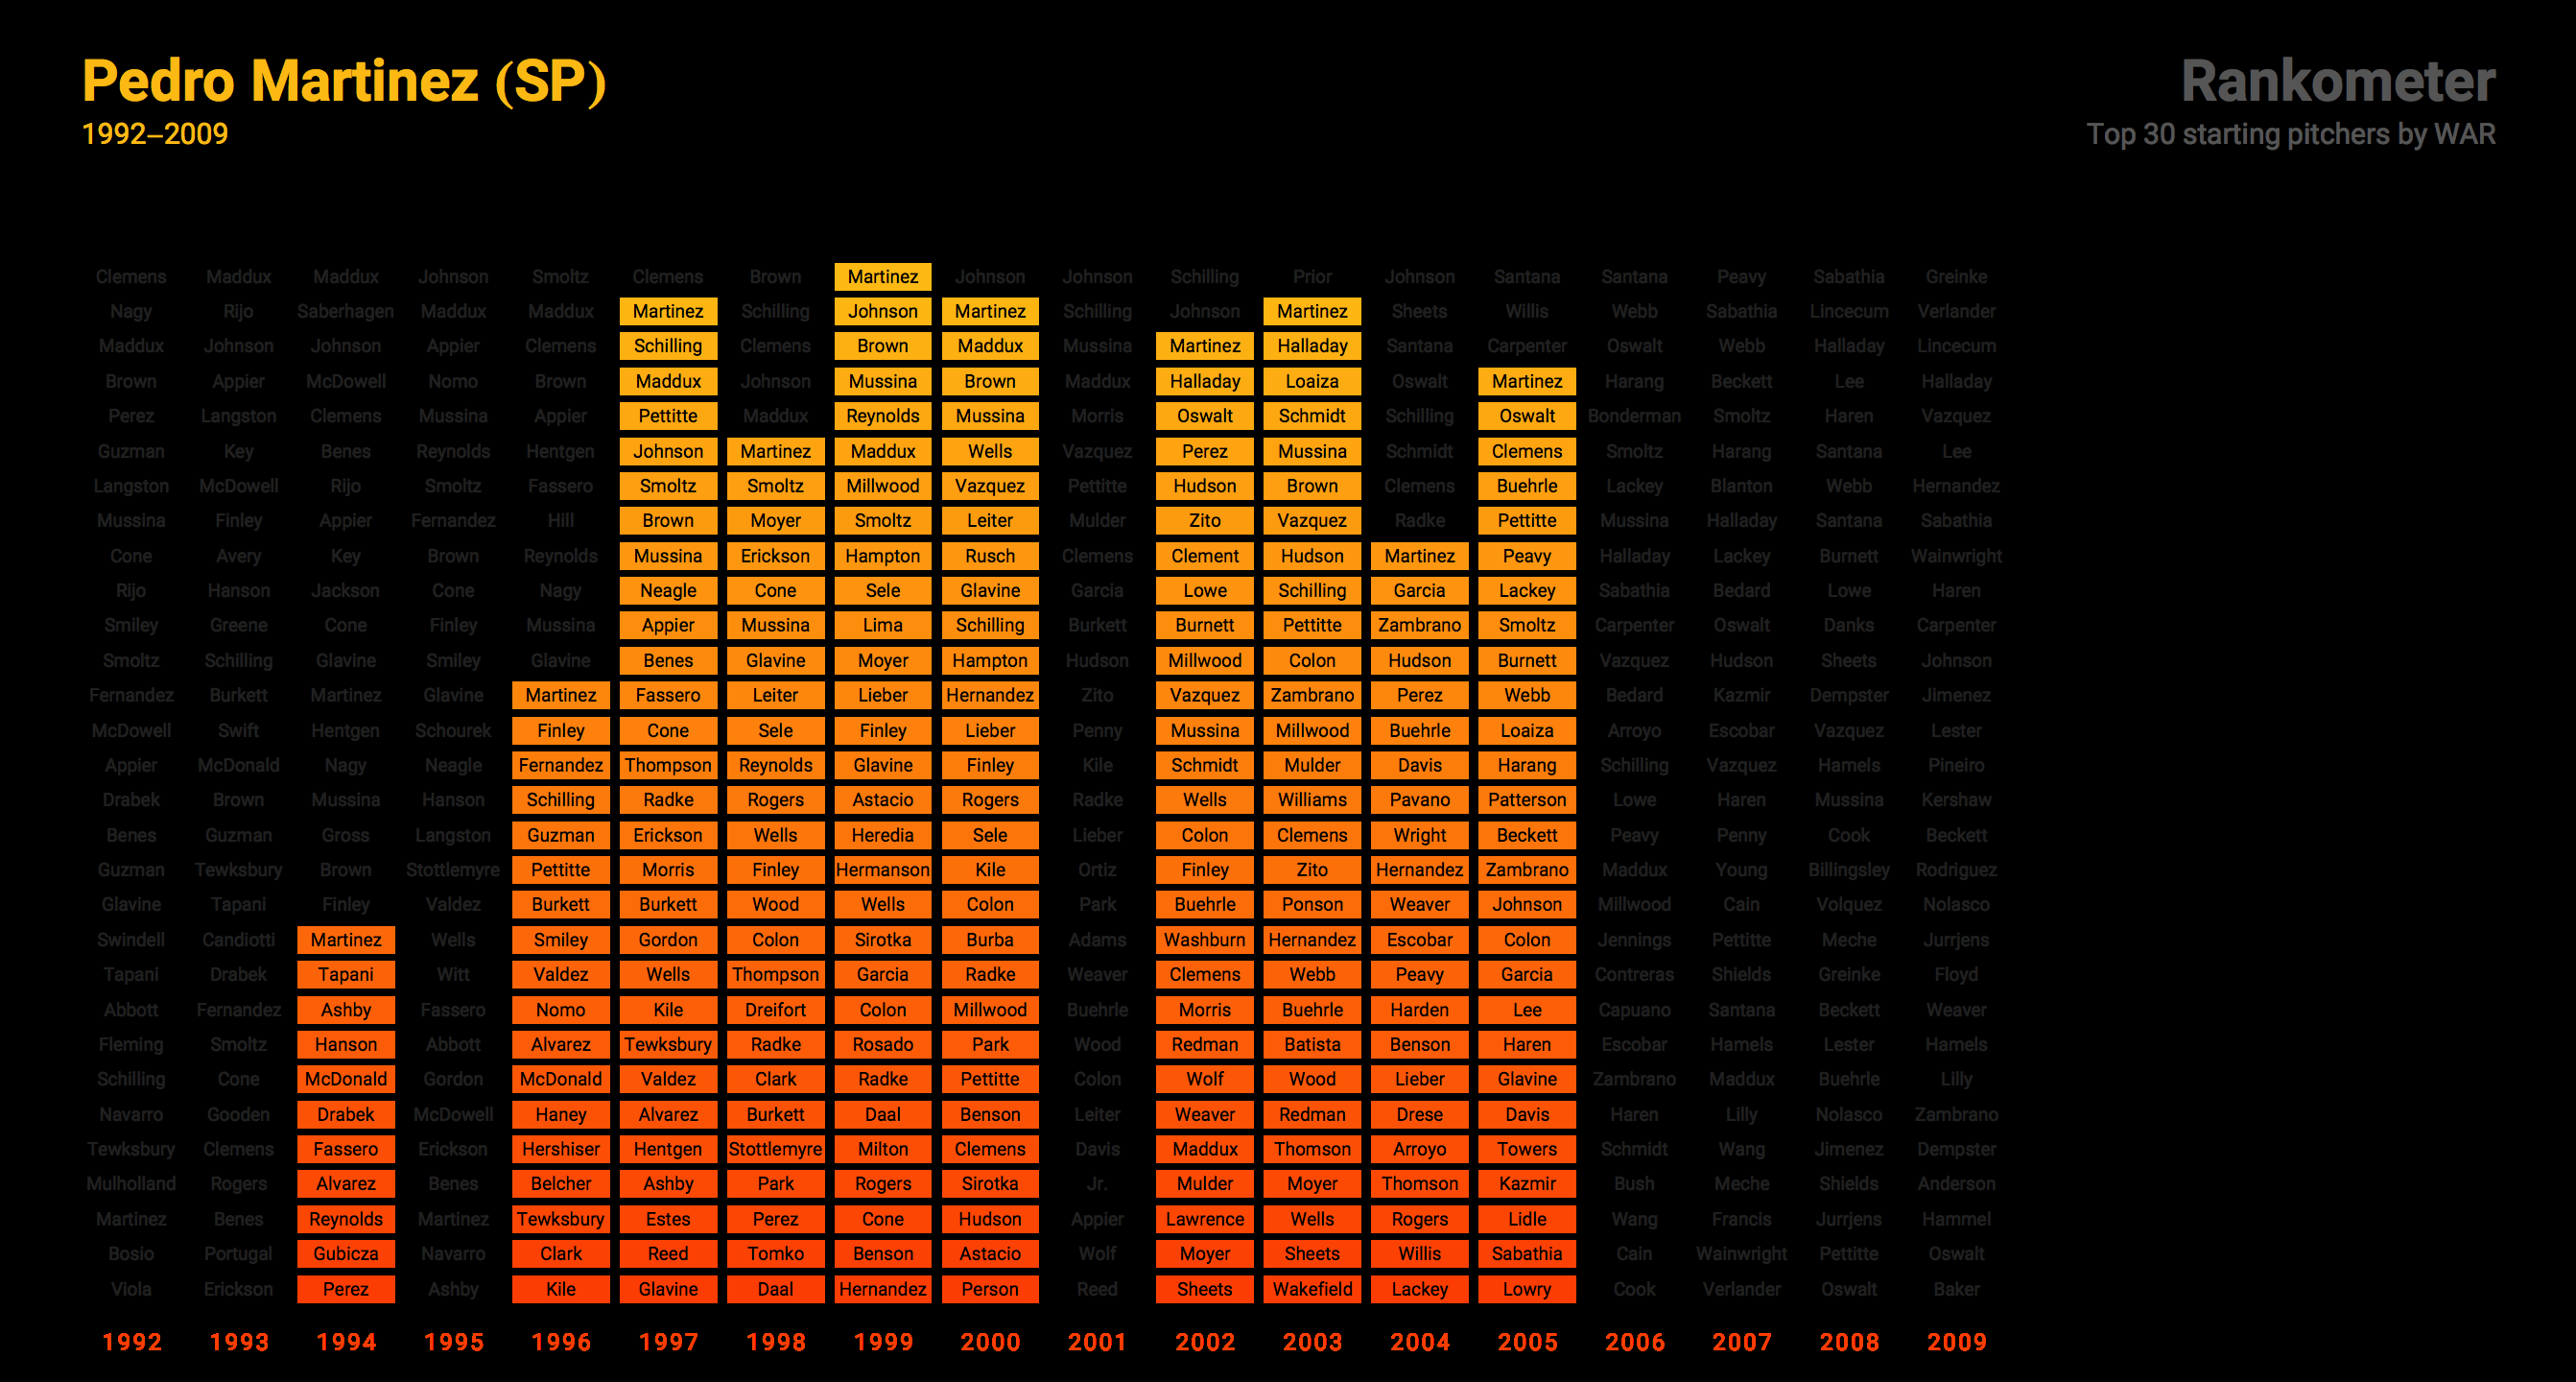 Pedro Martinez (SP)
1992–2009
Rankometer
Top 30 starting pitchers by WAR
Clemens Maddux Maddux Johnson Smoltz Clemens Brown Martinez Johnson Johnson Schilling Prior Johnson Santana Santana Peavy Sabathia Greinke
Nagy Rijo Saberhagen Maddux Maddux Martinez Schilling Johnson Martinez Schilling Johnson Martinez Sheets Willis Webb Sabathia Lincecum Verlander
Maddux Johnson Johnson Appier Clemens Schilling Clemens Brown Maddux Mussina Martinez Halladay Santana Carpenter Oswalt Webb Halladay Lincecum
Brown Appier McDowell Nomo Brown Maddux Johnson Mussina Brown Maddux Halladay Loaiza Oswalt Martinez Harang Beckett Lee Halladay
Perez Langston Clemens Mussina Appier Pettitte Maddux Reynolds Mussina Morris Oswalt Schmidt Schilling Oswalt Bonderman Smoltz Haren Vazquez
Guzman Key Benes Reynolds Hentgen Johnson Martinez Maddux Wells Vazquez Perez Mussina Schmidt Clemens Smoltz Harang Santana Lee
Langston McDowell Rijo Smoltz Fassero Smoltz Smoltz Millwood Vazquez Pettitte Hudson Brown Clemens Buehrle Lackey Blanton Webb Hernandez
Mussina Finley Appier Fernandez Hill Brown Moyer Smoltz Leiter Mulder Zito Vazquez Radke Pettitte Mussina Halladay Santana Sabathia
Cone Avery Key Brown Reynolds Mussina Erickson Hampton Rusch Clemens Clement Hudson Martinez Peavy Halladay Lackey Burnett Wainwright
Rijo Hanson Jackson Cone Nagy Neagle Cone Sele Glavine Garcia Lowe Schilling Garcia Lackey Sabathia Bedard Lowe Haren
Smiley Greene Cone Finley Mussina Appier Mussina Lima Schilling Burkett Burnett Pettitte Zambrano Smoltz Carpenter Oswalt Danks Carpenter
Smoltz Schilling Glavine Smiley Glavine Benes Glavine Moyer Hampton Hudson Millwood Colon Hudson Burnett Vazquez Hudson Sheets Johnson
Fernandez Burkett Martinez Glavine Martinez Fassero Leiter Lieber Hernandez Zito Vazquez Zambrano Perez Webb Bedard Kazmir Dempster Jimenez
McDowell Swift Hentgen Schourek Finley Cone Sele Finley Lieber Penny Mussina Millwood Buehrle Loaiza Arroyo Escobar Vazquez Lester
Appier McDonald Nagy Neagle Fernandez Thompson Reynolds Glavine Finley Kile Schmidt Mulder Davis Harang Schilling Vazquez Hamels Pineiro
Drabek Brown Mussina Hanson Schilling Radke Rogers Astacio Rogers Radke Wells Williams Pavano Patterson Lowe Haren Mussina Kershaw
Benes Guzman Gross Langston Guzman Erickson Wells Heredia Sele Lieber Colon Clemens Wright Beckett Peavy Penny Cook Beckett
Guzman Tewksbury Brown Stottlemyre Pettitte Morris Finley Hermanson Kile Ortiz Finley Zito Hernandez Zambrano Maddux Young Billingsley Rodriguez
Glavine Tapani Finley Valdez Burkett Burkett Wood Wells Colon Park Buehrle Ponson Weaver Johnson Millwood Cain Volquez Nolasco
Swindell Candiotti Martinez Wells Smiley Gordon Colon Sirotka Burba Adams Washburn Hernandez Escobar Colon Jennings Pettitte Meche Jurrjens
Tapani Drabek Tapani Witt Valdez Wells Thompson Garcia Radke Weaver Clemens Webb Peavy Garcia Contreras Shields Greinke Floyd
Abbott Fernandez Ashby Fassero Nomo Kile Dreifort Colon Millwood Buehrle Morris Buehrle Harden Lee Capuano Santana Beckett Weaver
Fleming Smoltz Hanson Abbott Alvarez Tewksbury Radke Rosado Park Wood Redman Batista Benson Haren Escobar Hamels Lester Hamels
Schilling Cone McDonald Gordon McDonald Valdez Clark Radke Pettitte Colon Wolf Wood Lieber Glavine Zambrano Maddux Buehrle Lilly
Navarro Gooden Drabek McDowell Haney Alvarez Burkett Daal Benson Leiter Weaver Redman Drese Davis Haren Lilly Nolasco Zambrano
Tewksbury Clemens Fassero Erickson Hershiser Hentgen Stottlemyre Milton Clemens Davis Maddux Thomson Arroyo Towers Schmidt Wang Jimenez Dempster
Mulholland Rogers Alvarez Benes Belcher Ashby Park Rogers Sirotka Jr. Mulder Moyer Thomson Kazmir Bush Meche Shields Anderson
Martinez Benes Reynolds Martinez Tewksbury Estes Perez Cone Hudson Appier Lawrence Wells Rogers Lidle Wang Francis Jurrjens Hammel
Bosio Portugal Gubicza Navarro Clark Reed Tomko Benson Astacio Wolf Moyer Sheets Willis Sabathia Cain Wainwright Pettitte Oswalt
Viola Erickson Perez Ashby Kile Glavine Daal Hernandez Person Reed Sheets Wakefield Lackey Lowry Cook Verlander Oswalt Baker
1992 1993 1994 1995 1996 1997 1998 1999 2000 2001 2002 2003 2004 2005 2006 2007 2008 2009